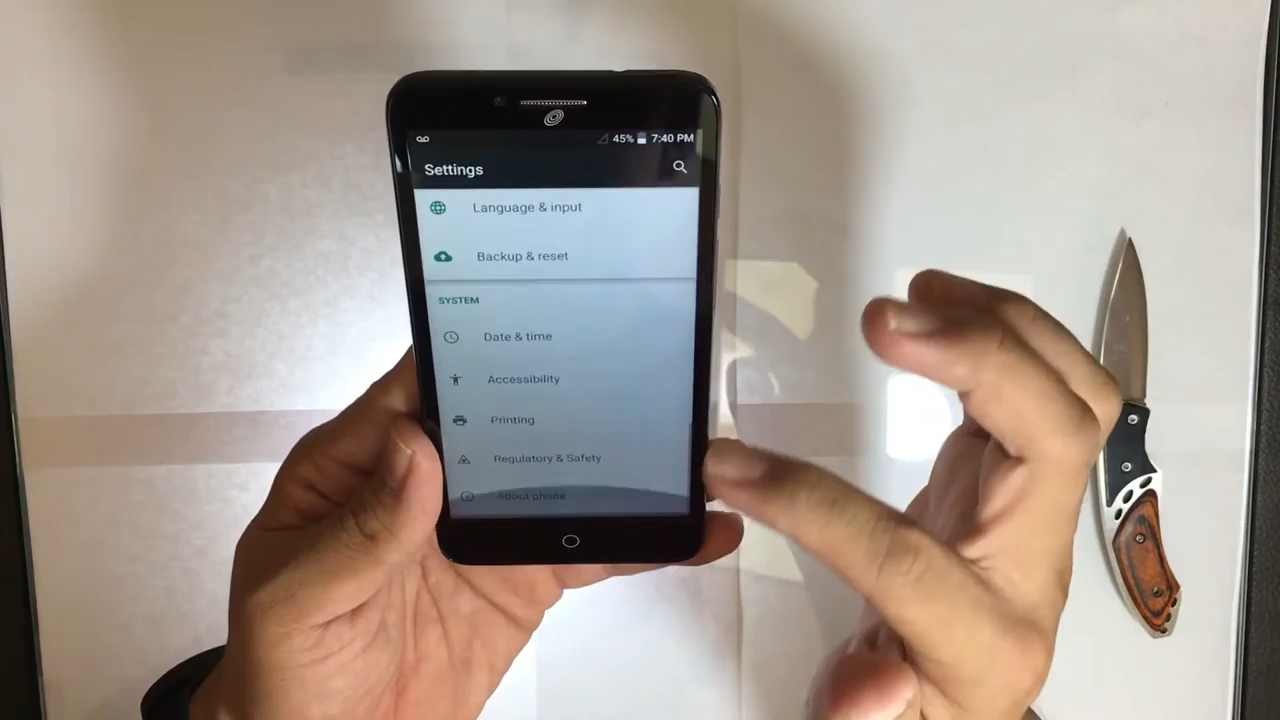 45% 7:40 PM
Settings
Language & input
Backup & reset
SYSTEM
Date & time
Accessibility
Printing
Regulatory & Safety
About phone